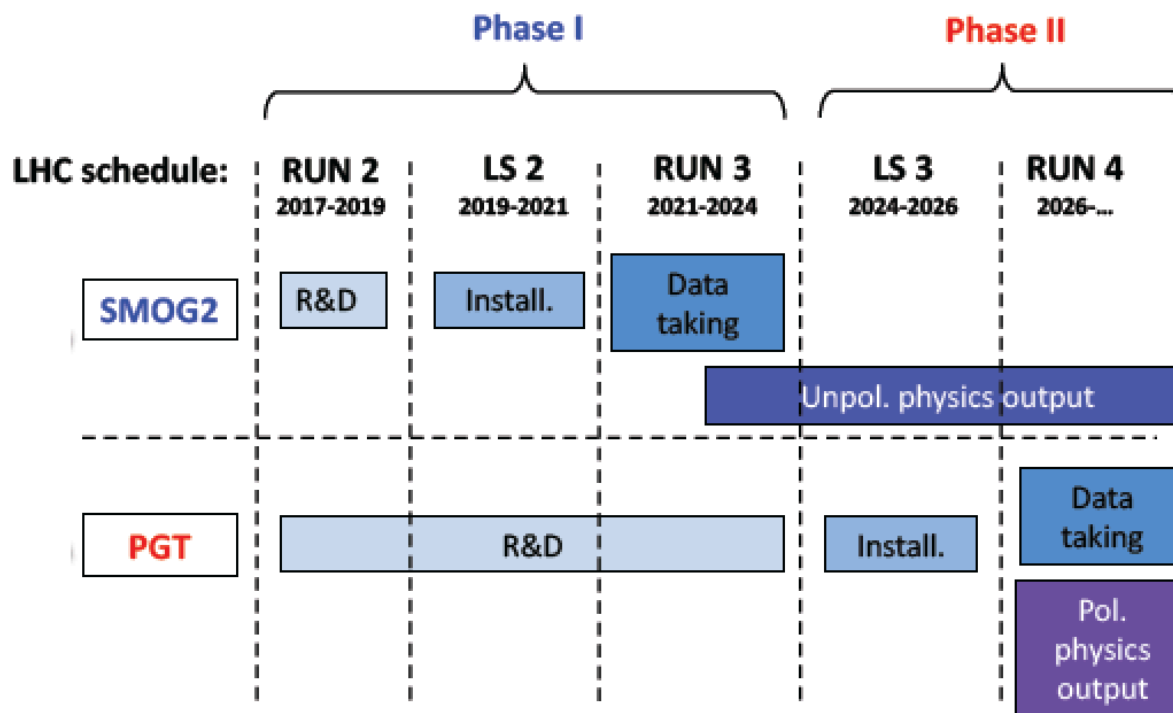 Phase I
Phase II
LHC schedule:
RUN 2
2017-2019
LS 2
2019-2021
RUN 3
2021-2024
LS 3
2024-2026
RUN 4
2026-...
SMOG2
R&D
Install.
Data
taking
Unpol. physics output
PGT
R&D
Install.
Data
taking
Pol.
physics
output